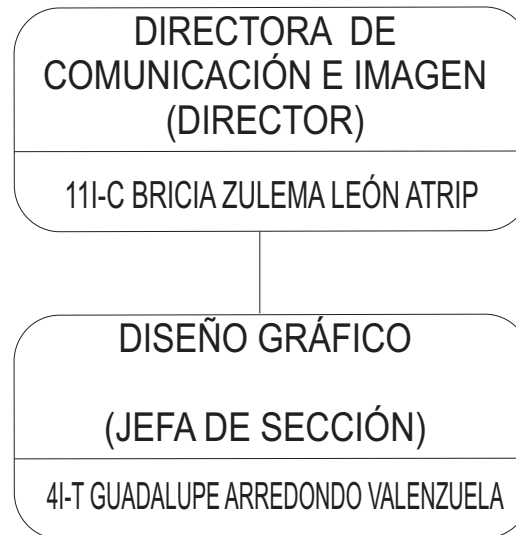 DIRECTORA DE
COMUNICACIÓN E IMAGEN
(DIRECTOR)
11I-C BRICIA ZULEMA LEÓN ATRIP
DISEÑO GRÁFICO
(JEFA DE SECCIÓN)
4I-T GUADALUPE ARREDONDO VALENZUELA